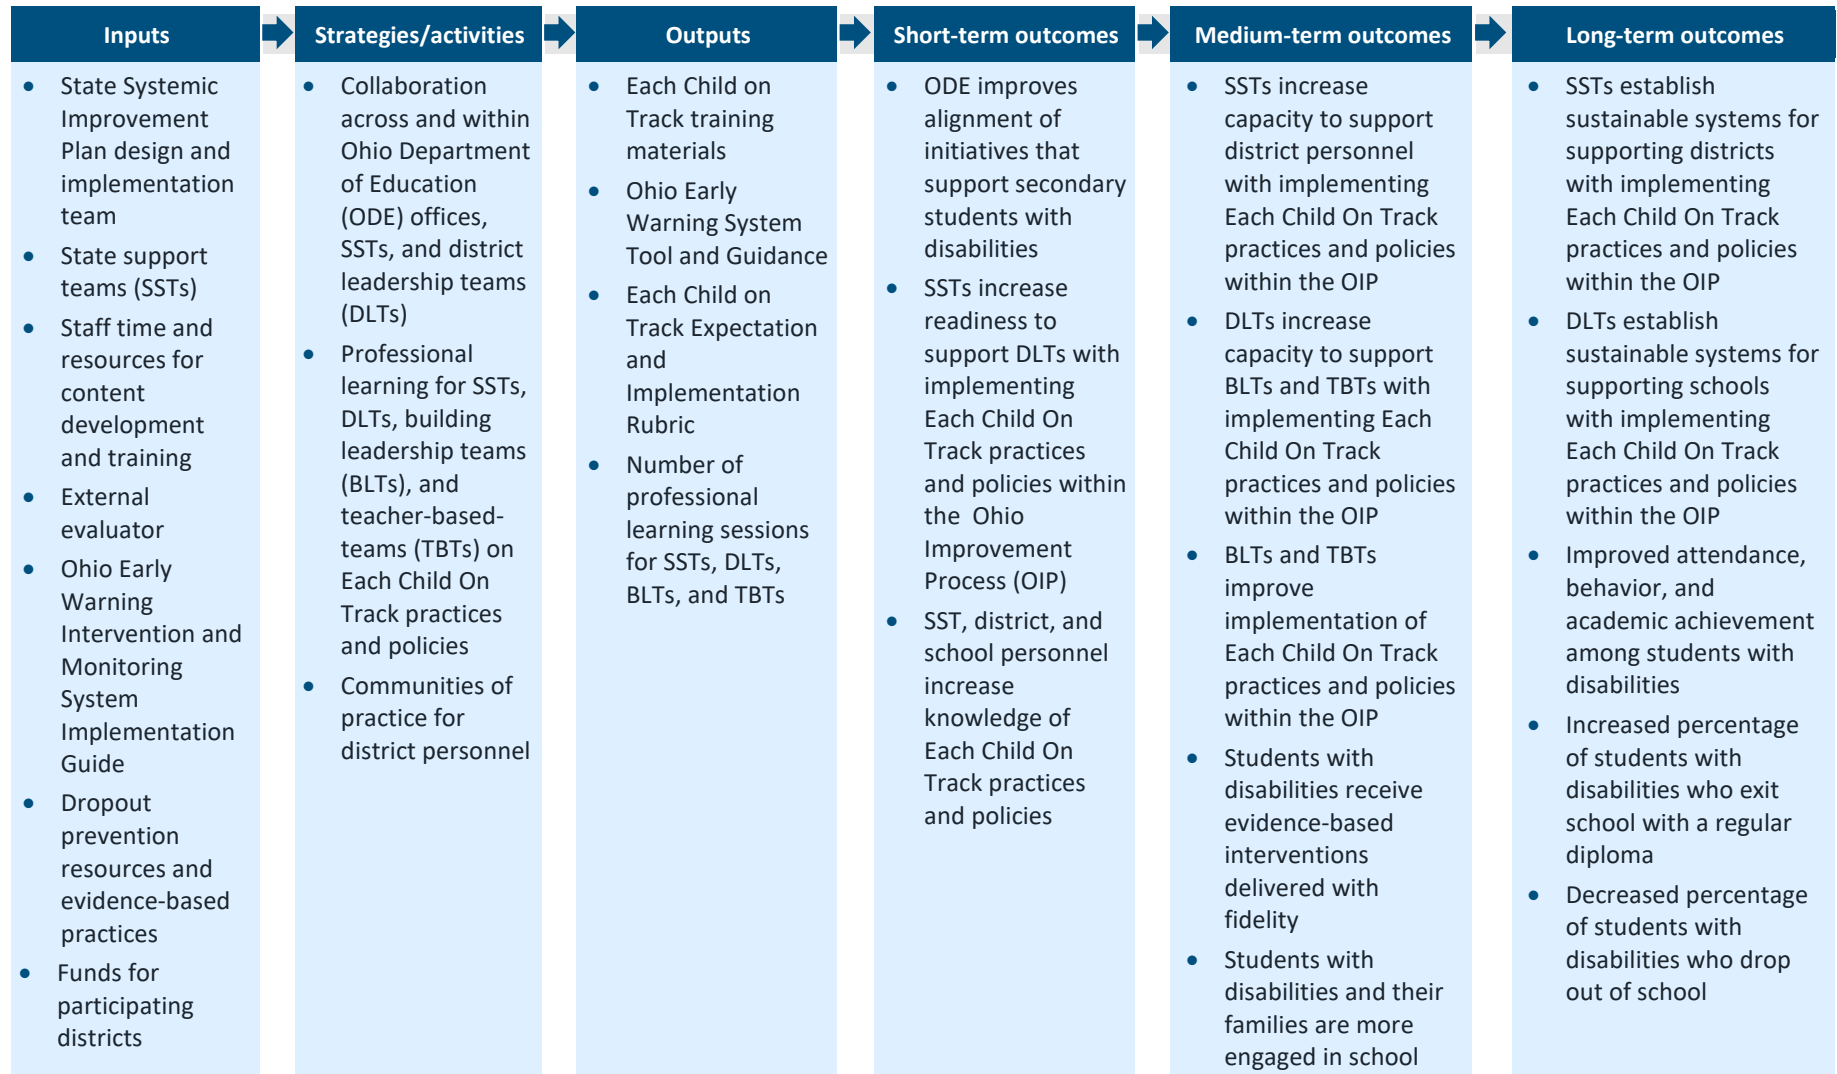 Inputs
State Systemic
Improvement
Plan design and
implementation
team
State support
teams (SSTs)
Staff time and
resources for
content
development
and training
External
evaluator
Ohio Early
Warning
Intervention and
Monitoring
System
Implementation
Guide
Dropout
prevention
resources and
evidence-based
practices
Funds for
participating
districts
Strategies/activities
Collaboration
across and within
Ohio Department
of Education
(ODE) offices,
SSTs, and district
leadership teams
(DLTs)
Professional
learning for SSTs,
DLTs, building
leadership teams
(BLTs), and
teacher-based-
teams (TBTs) on
Each Child On
Track practices
and policies
Communities of
practice for
district personnel
Outputs
Each Child on
Track training
materials
Ohio Early
Warning System
Tool and Guidance
Each Child on
Track Expectation
and
Implementation
Rubric
Number of
professional
learning sessions
for SSTs, DLTs,
BLTs, and TBTs
Short-term outcomes
ODE improves
alignment of
initiatives that
support secondary
students with
disabilities
SSTs increase
readiness to
support DLTs with
implementing
Each Child On
Track practices
and policies within
the Ohio
Improvement
Process (OIP)
SST, district, and
school personnel
increase
knowledge of
Each Child On
Track practices
and policies
Medium-term outcomes
SSTs increase
capacity to support
district personnel
with implementing
Each Child On Track
practices and policies
within the OIP
DLTs increase
capacity to support
BLTs and TBTs with
implementing Each
Child On Track
practices and policies
within the OIP
BLTs and TBTs
improve
implementation of
Each Child On Track
practices and policies
within the OIP
Students with
disabilities receive
evidence-based
interventions
delivered with
fidelity
Students with
disabilities and their
families are more
engaged in school
Long-term outcomes
SSTs establish
sustainable systems for
supporting districts
with implementing
Each Child On Track
practices and policies
within the OIP
DLTs establish
sustainable systems for
supporting schools
with implementing
Each Child On Track
practices and policies
within the OIP
Improved attendance,
behavior, and
academic achievement
among students with
disabilities
Increased percentage
of students with
disabilities who exit
school with a regular
diploma
Decreased percentage
of students with
disabilities who drop
out of school